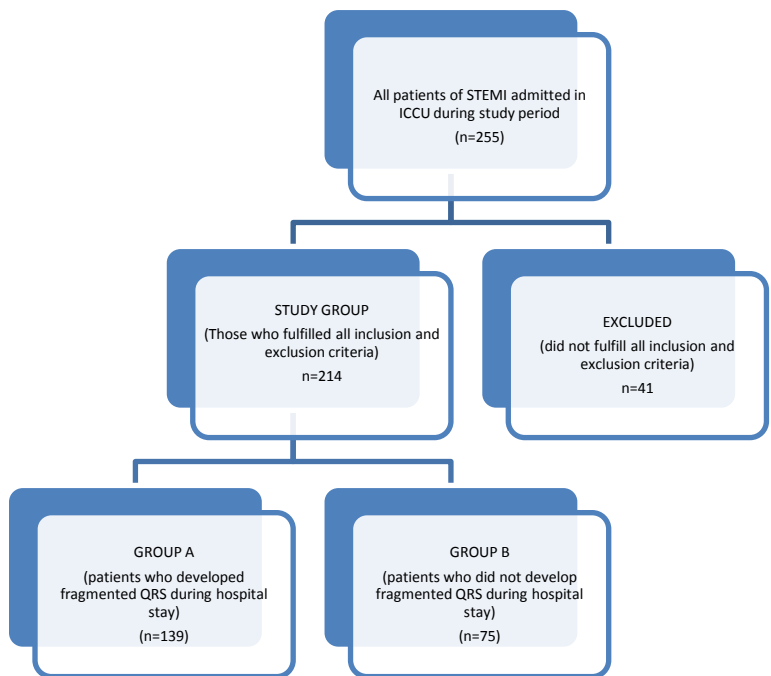 All patients of STEMI admitted in
ICCU during study period
(n=255)
STUDY GROUP
(Those who fulfilled all inclusion and
exclusion criteria)
n=214
EXCLUDED
(did not fulfill all inclusion and
exclusion criteria)
n=41
GROUP A
(patients who developed
fragmented QRS during hospital
stay)
(n=139)
GROUP B
(patients who did not develop
fragmented QRS during hospital
stay)
(n=75)